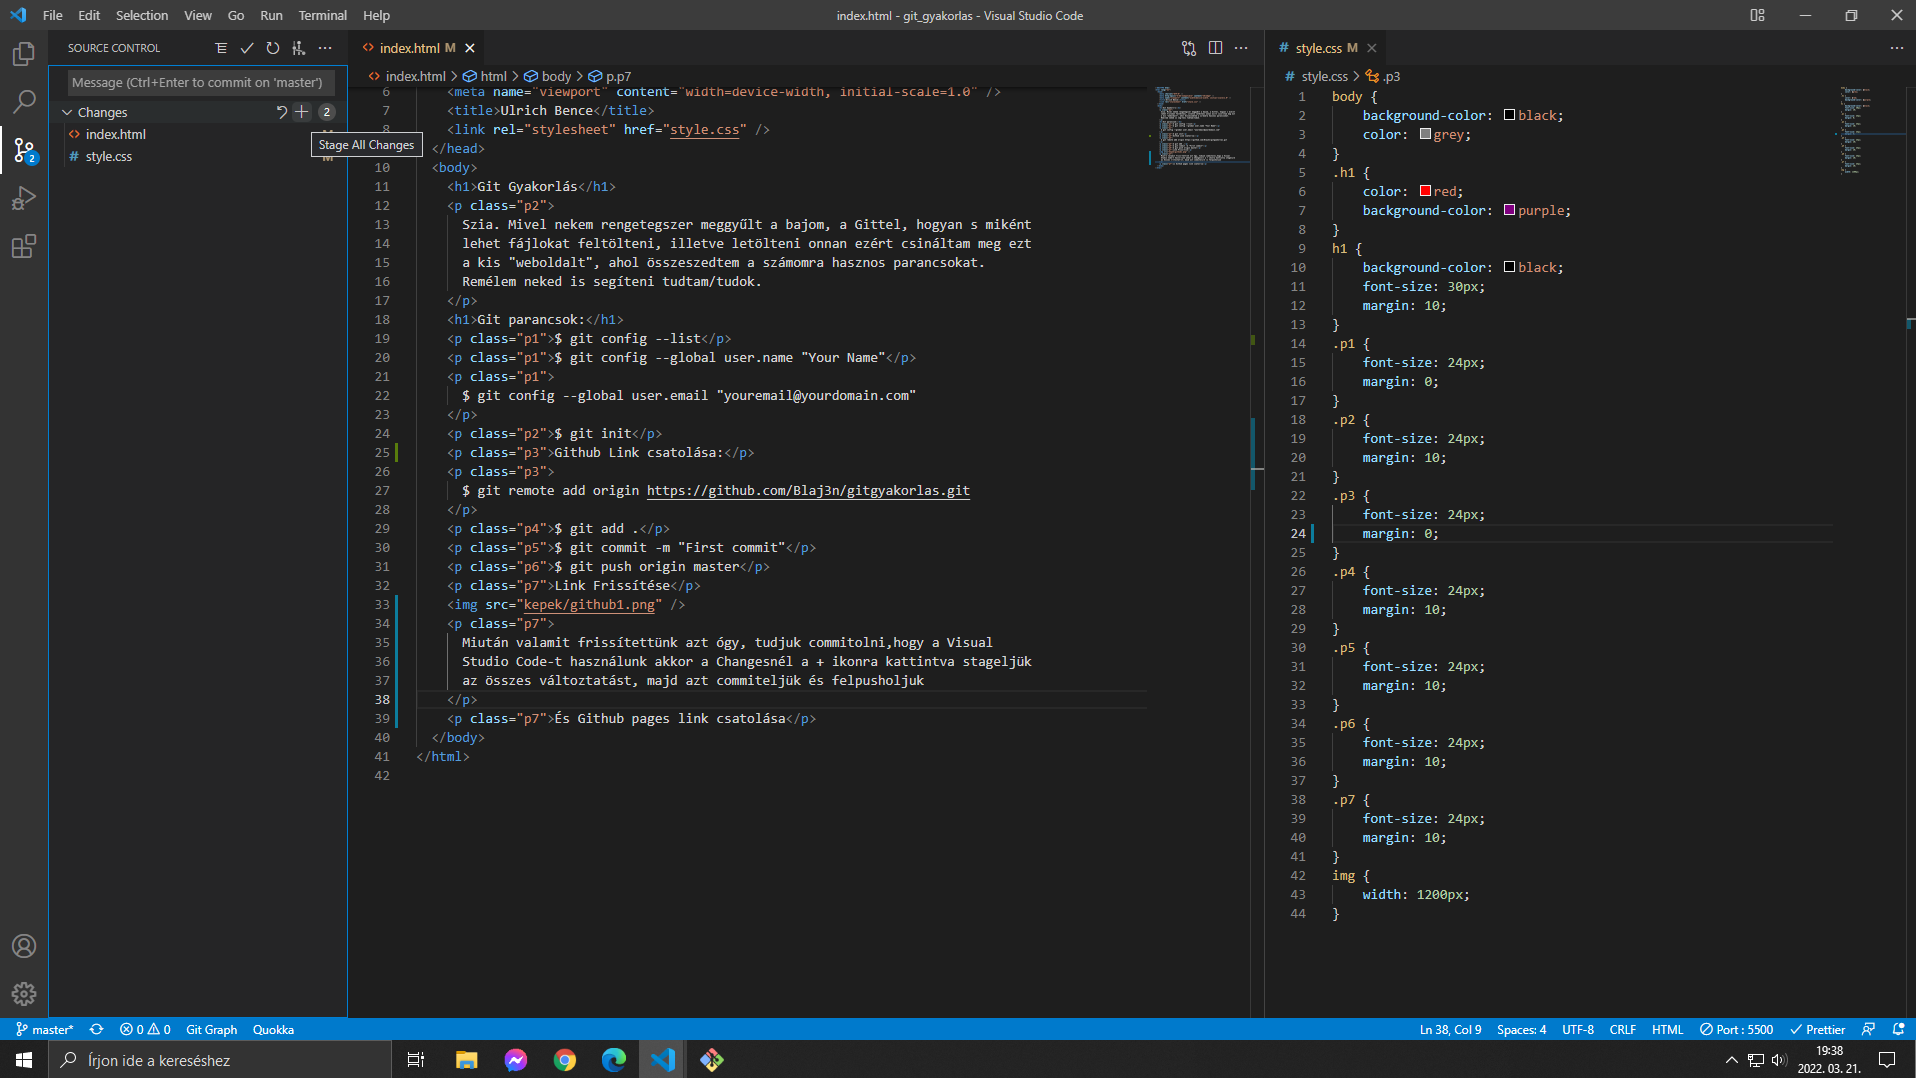 File Edit Selection View Go Run Terminal Help
index.html - git_gyakorlas - Visual Studio Code
SOURCE CONTROL
Message (Ctrl+Enter to commit on 'master')
Changes 2
index.html
style.css
Stage All Changes
M
2
index.html M
index.html > html > body > p.p7
6 <meta name="viewport" content="width=device-width, initial-scale=1.0" />
7 <title>Ulrich Bence</title>
8 <link rel="stylesheet" href="style.css" />
</head>
10 <body>
11 <h1>Git Gyakorlás</h1>
12 <p class="p2">
13 Szia. Mivel nekem rengetegszer meggyűlt a bajom, a Gittel, hogyan s miként
14 lehet fájlokat feltölteni, illetve letölteni onnan ezért csináltam meg ezt
15 a kis "weboldalt", ahol összeszedtem a számomra hasznos parancsokat.
16 Remélem neked is segíteni tudtam/tudok.
17 </p>
18 <h1>Git parancsok:</h1>
19 <p class="p1">$ git config --list</p>
20 <p class="p1">$ git config --global user.name "Your Name"</p>
21 <p class="p1">
22 $ git config --global user.email "youremail@yourdomain.com"
23 </p>
24 <p class="p2">$ git init</p>
25 <p class="p3">Github Link csatolása:</p>
26 <p class="p3">
27 $ git remote add origin https://github.com/Blaj3n/gitgyakorlas.git
28 </p>
29 <p class="p4">$ git add .</p>
30 <p class="p5">$ git commit -m "First commit"</p>
31 <p class="p6">$ git push origin master</p>
32 <p class="p7">Link Frissítése</p>
33 <img src="kepek/github1.png" />
34 <p class="p7">
35 Miután valamit frissítettünk azt ógy, tudjuk commitolni,hogy a Visual
36 Studio Code-t használunk akkor a Changesnél a + ikonra kattintva stageljük
37 az összes változtatást, majd azt commiteljük és felpusholjuk
38 </p>
39 <p class="p7">És Github pages link csatolása</p>
40 </body>
41 </html>
42
# style.css M
# style.css > .p3
1 body {
2 background-color: black;
3 color: grey;
4 }
5 .h1 {
6 color: red;
7 background-color: purple;
8 }
9 h1 {
10 background-color: black;
11 font-size: 30px;
12 margin: 10;
13 }
14 .p1 {
15 font-size: 24px;
16 margin: 0;
17 }
18 .p2 {
19 font-size: 24px;
20 margin: 10;
21 }
22 .p3 {
23 font-size: 24px;
24 margin: 0;
25 }
26 .p4 {
27 font-size: 24px;
28 margin: 10;
29 }
30 .p5 {
31 font-size: 24px;
32 margin: 10;
33 }
34 .p6 {
35 font-size: 24px;
36 margin: 10;
37 }
38 .p7 {
39 font-size: 24px;
40 margin: 10;
41 }
42 img {
43 width: 1200px;
44 }
master* 0 0 Git Graph Quokka
Ln 38, Col 9 Spaces: 4 UTF-8 CRLF HTML Port : 5500 Prettier
Írjon ide a kereséshez
19:38
2022. 03. 21.